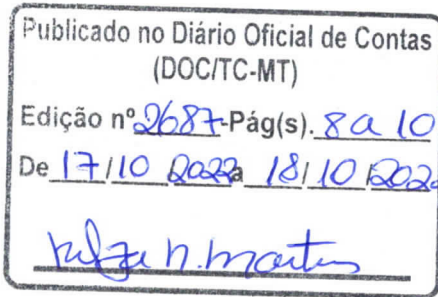 Publicado no Diário Oficial de Contas
(DOC/TC-MT)
Edição nº 2687-Pág(s). 8 a 10
De 17/10/2022 a 18/10/202
n. martins